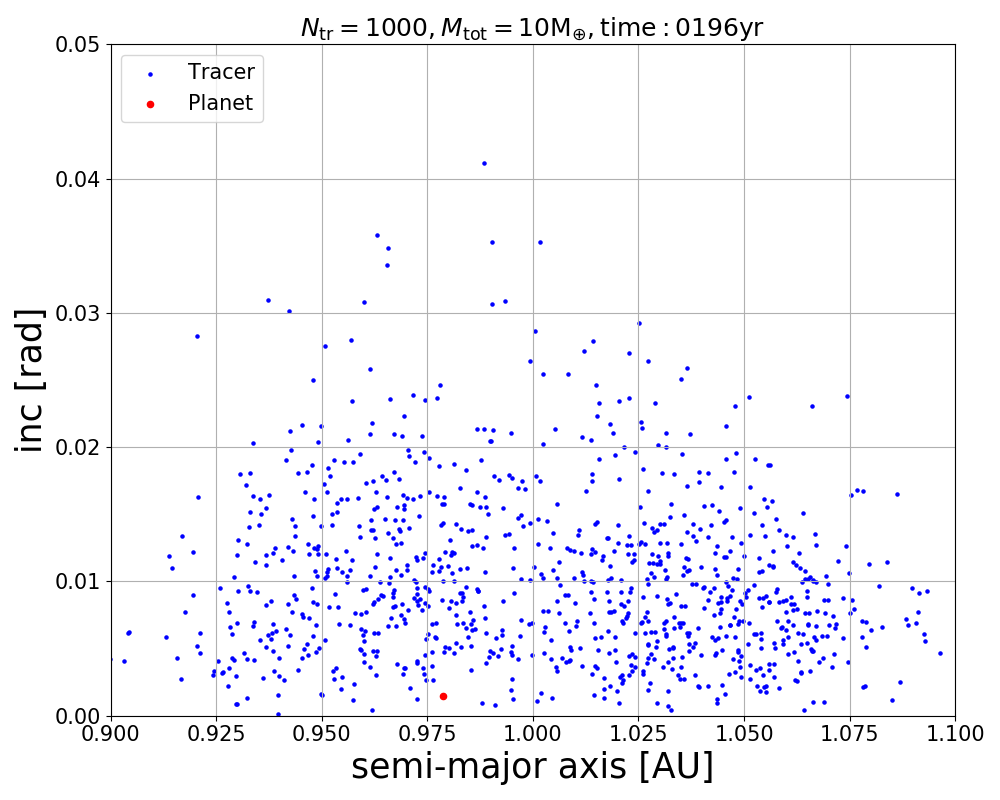 N_tr = 1000, M_tot = 10M_⊕, time : 0196yr
Tracer
Planet
0.05
0.04
0.03
0.02
0.01
0.00
inc [rad]
0.900 0.925 0.950 0.975 1.000 1.025 1.050 1.075 1.100
semi-major axis [AU]